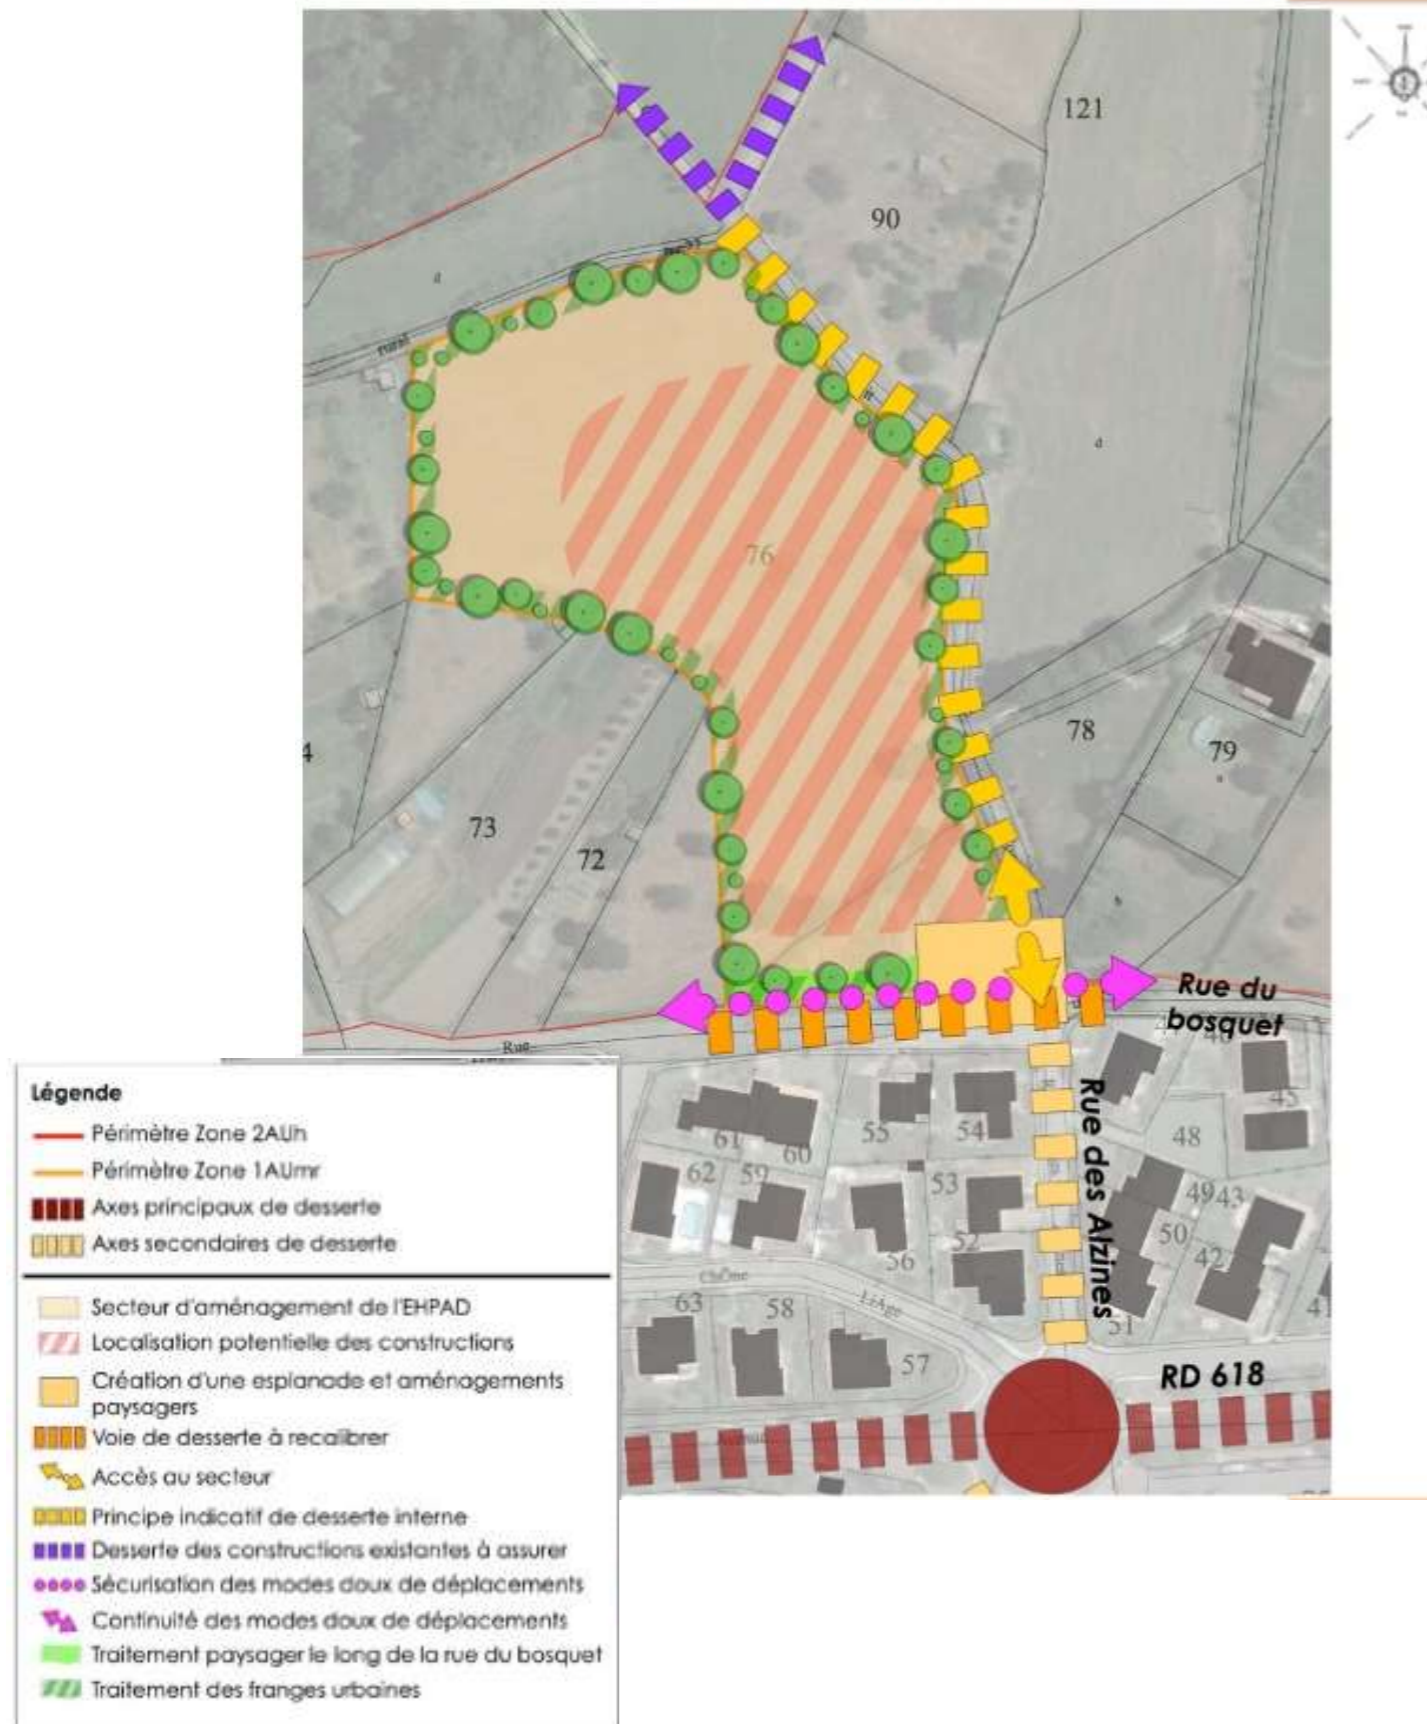 121
90
rural
76
78
79
4
73
72
Rue du
bosquet
Rue
Rue des Alzines
46
45
61
60
55
54
48
62
59
53
49
43
50
56
52
42
Chône
LiÀge
63
58
51
41
57
RD 618
Légende
Périmètre Zone 2AUh
Périmètre Zone 1AUmr
Axes principaux de desserte
Axes secondaires de desserte
Secteur d'aménagement de l'EHPAD
Localisation potentielle des constructions
Création d'une esplanade et aménagements
paysagers
Voie de desserte à recalibrer
Accès au secteur
Principe indicatif de desserte interne
Desserte des constructions existantes à assurer
Sécurisation des modes doux de déplacements
Continuité des modes doux de déplacements
Traitement paysager le long de la rue du bosquet
Traitement des franges urbaines